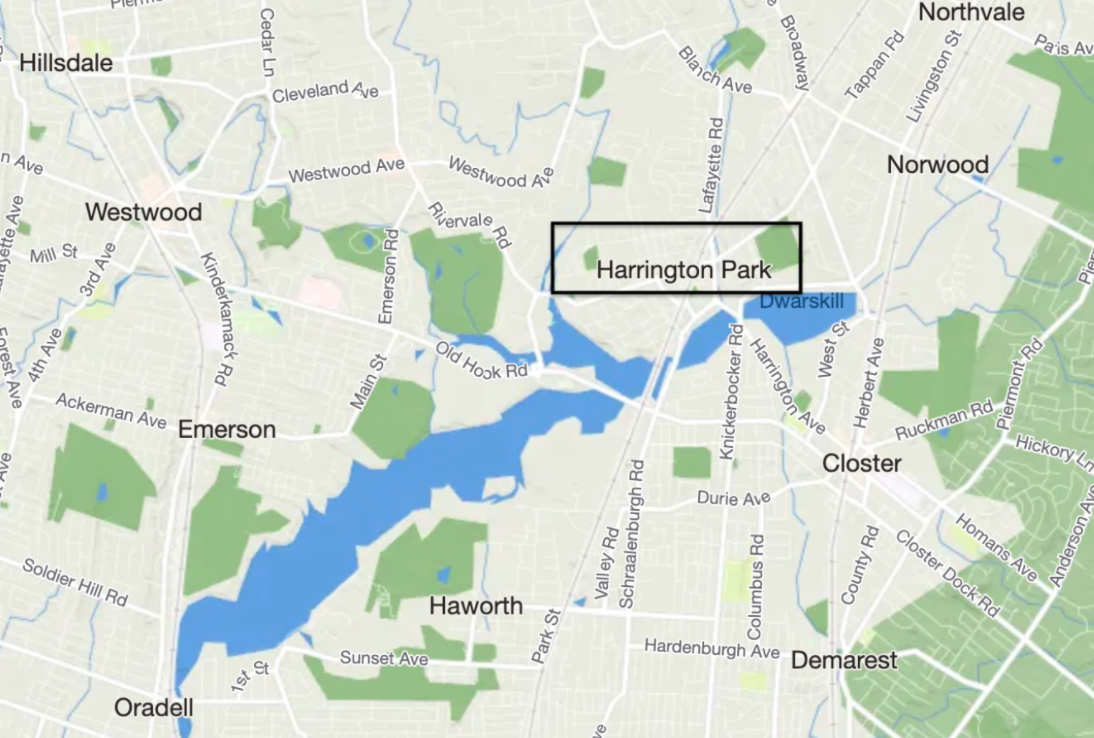 Northvale
Cedar Ln
Broadway
Hillsdale
Blanch Ave
Tappan Rd
Livingston St
Cleveland Ave
Lafayette Rd
n Ave
Westwood Ave
Westwood Ave
Norwood
Westwood
Rivervale Rd
Mill St
3rd Ave
Kinderkamack Rd
Emerson Rd
Harrington Park
Dwarskill
Forest Ave
4th Ave
Main St
Old Hook Rd
Knickerbocker Rd
Harrington Ave
West St
Herbert Ave
Piermont Rd
Ackerman Ave
Emerson
Ruckman Rd
Hickory Ln
Closter
Durie Ave
Schraalenburgh Rd
Valley Rd
Columbus Rd
County Rd
Homans Ave
Anderson Ave
Closter Dock Rd
Soldier Hill Rd
Haworth
Park St
Hardenburgh Ave
Demarest
Sunset Ave
1st St
Oradell